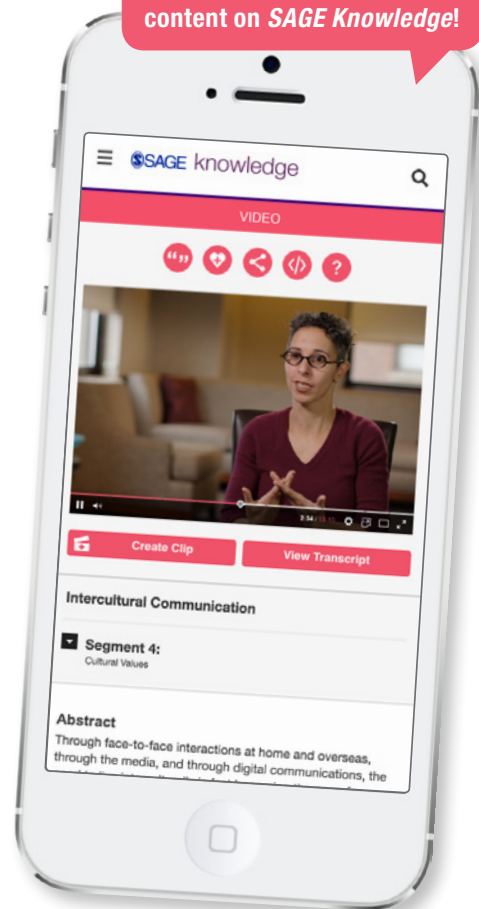 content on SAGE Knowledge!
SSAGE knowledge
VIDEO
Create Clip
View Transcript
Intercultural Communication
Segment 4:
Cultural Values
Abstract
Through face-to-face interactions at home and overseas,
through the media, and through digital communications, the